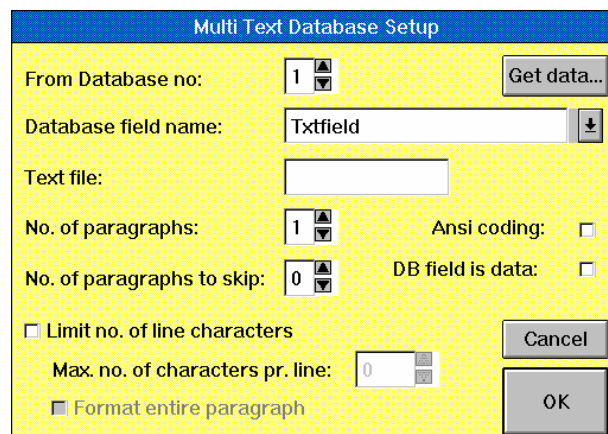 Multi Text Database Setup
From Database no: 1 Get data...
Database field name: Txtfield
Text file:
No. of paragraphs: 1 Ansi coding:
No. of paragraphs to skip: 0 DB field is data:
Limit no. of line characters
Cancel
Max. no. of characters pr. line: 0
Format entire paragraph
OK